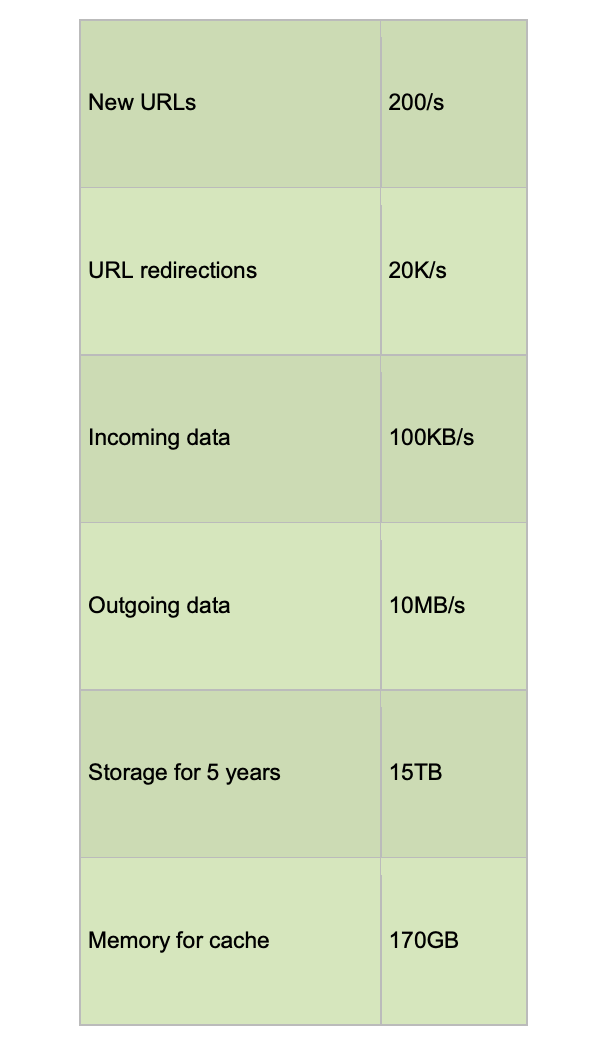 New URLs 200/s
URL redirections 20K/s
Incoming data 100KB/s
Outgoing data 10MB/s
Storage for 5 years 15TB
Memory for cache 170GB